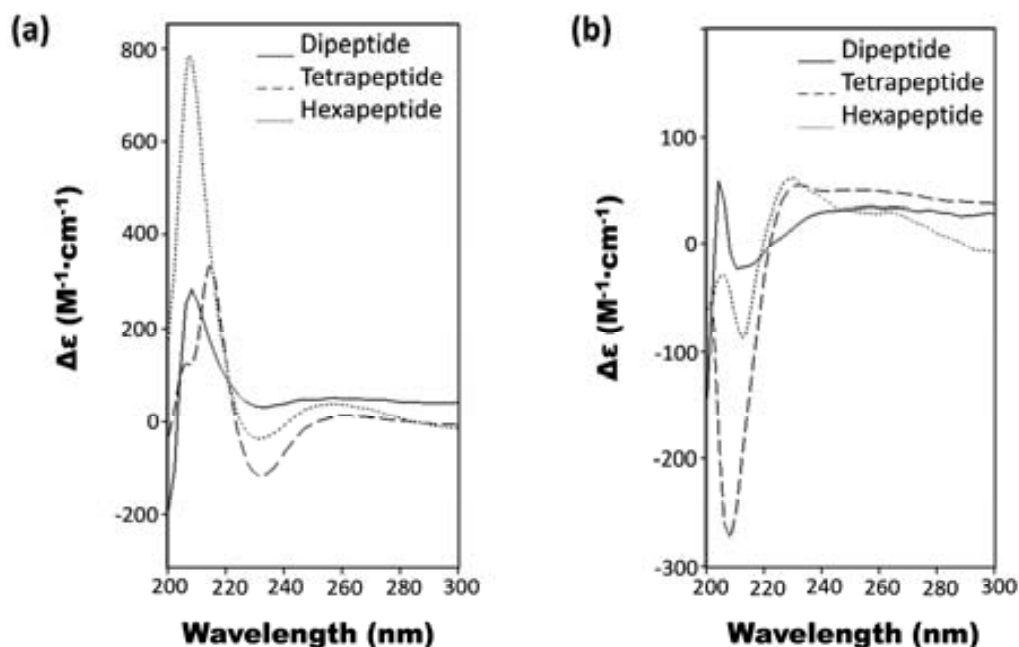 (a)
Dipeptide
Tetrapeptide
Hexapeptide
800
600
400
200
0
-200
Δε (M⁻¹·cm⁻¹)
200 220 240 260 280 300
Wavelength (nm)
(b)
Dipeptide
Tetrapeptide
Hexapeptide
100
0
-100
-200
-300
Δε (M⁻¹·cm⁻¹)
200 220 240 260 280 300
Wavelength (nm)